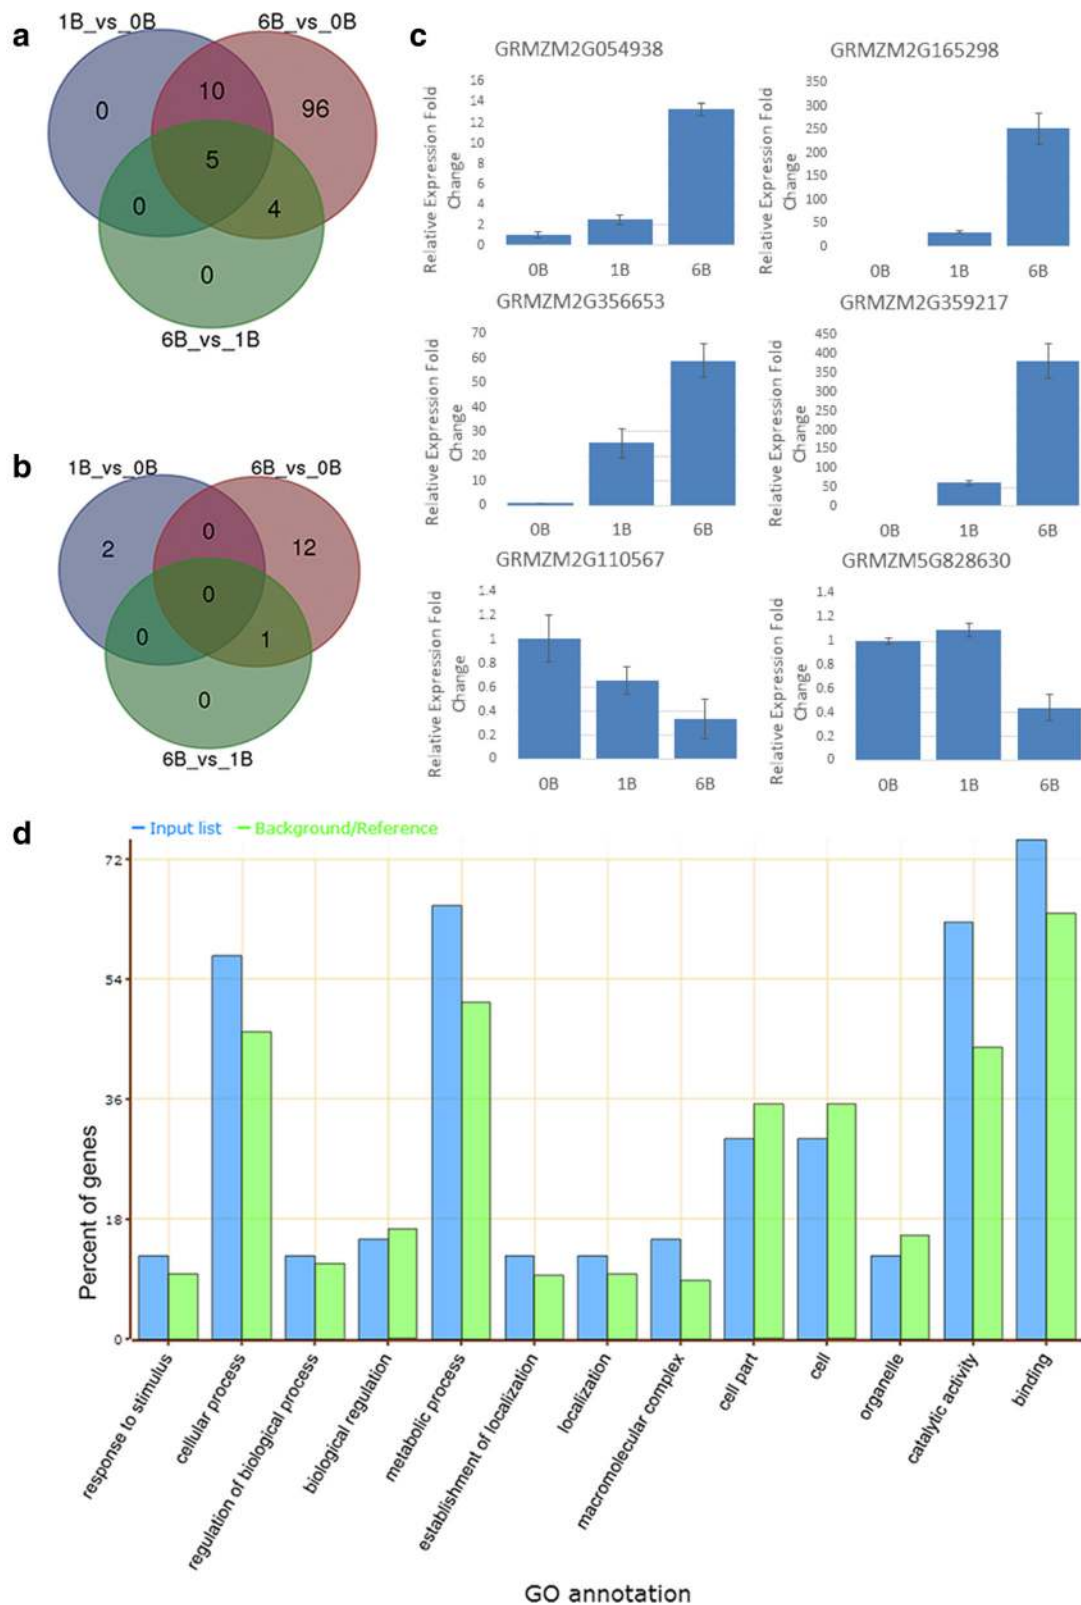 a
1B_vs_0B
6B_vs_0B
0
10
96
5
0
4
0
6B_vs_1B
b
1B_vs_0B
6B_vs_0B
2
0
12
0
0
1
0
6B_vs_1B
c
GRMZM2G054938
Relative Expression Fold
Change
16
14
12
10
8
6
4
2
0
0B
1B
6B
GRMZM2G165298
Relative Expression Fold
Change
350
300
250
200
150
100
50
0
0B
1B
6B
GRMZM2G356653
Relative Expression Fold
Change
70
60
50
40
30
20
10
0
0B
1B
6B
GRMZM2G359217
Relative Expression Fold
Change
450
400
350
300
250
200
150
100
50
0
0B
1B
6B
GRMZM2G110567
Relative Expression Fold
Change
1.4
1.2
1
0.8
0.6
0.4
0.2
0
0B
1B
6B
GRMZM5G828630
Relative Expression Fold
Change
1.4
1.2
1
0.8
0.6
0.4
0.2
0
0B
1B
6B
d
Input list
Background/Reference
Percent of genes
72
54
36
18
0
response to stimulus
cellular process
regulation of biological process
biological regulation
metabolic process
establishment of localization
localization
macromolecular complex
cell part
cell
organelle
catalytic activity
binding
GO annotation